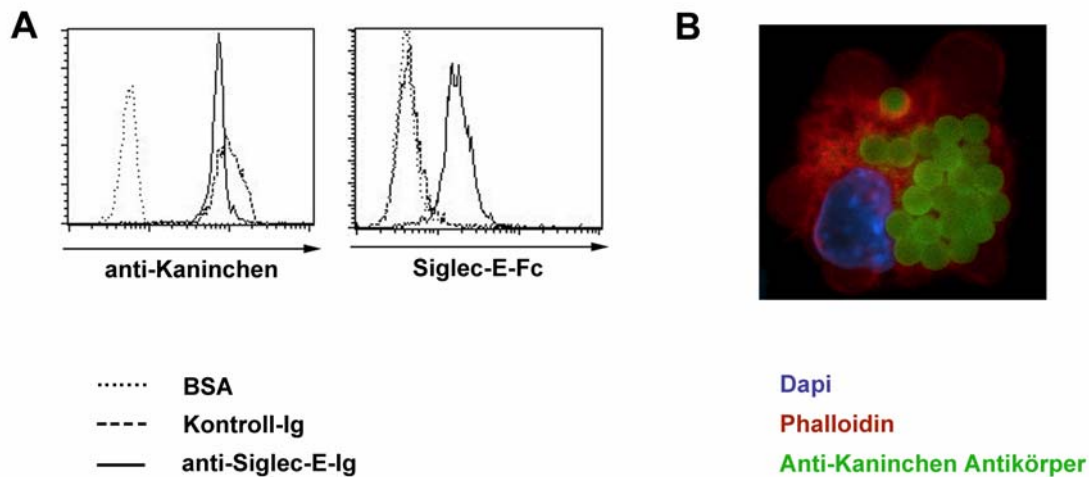 A
B
anti-Kaninchen
Siglec-E-Fc
BSA
Kontroll-Ig
anti-Siglec-E-Ig
Dapi
Phalloidin
Anti-Kaninchen Antikörper